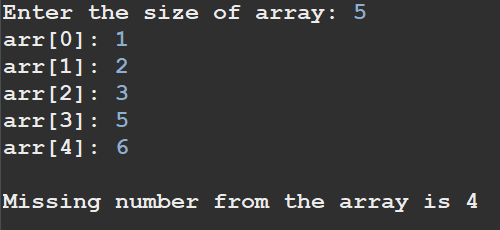 Enter the size of array: 5
arr[0]: 1
arr[1]: 2
arr[2]: 3
arr[3]: 5
arr[4]: 6
Missing number from the array is 4